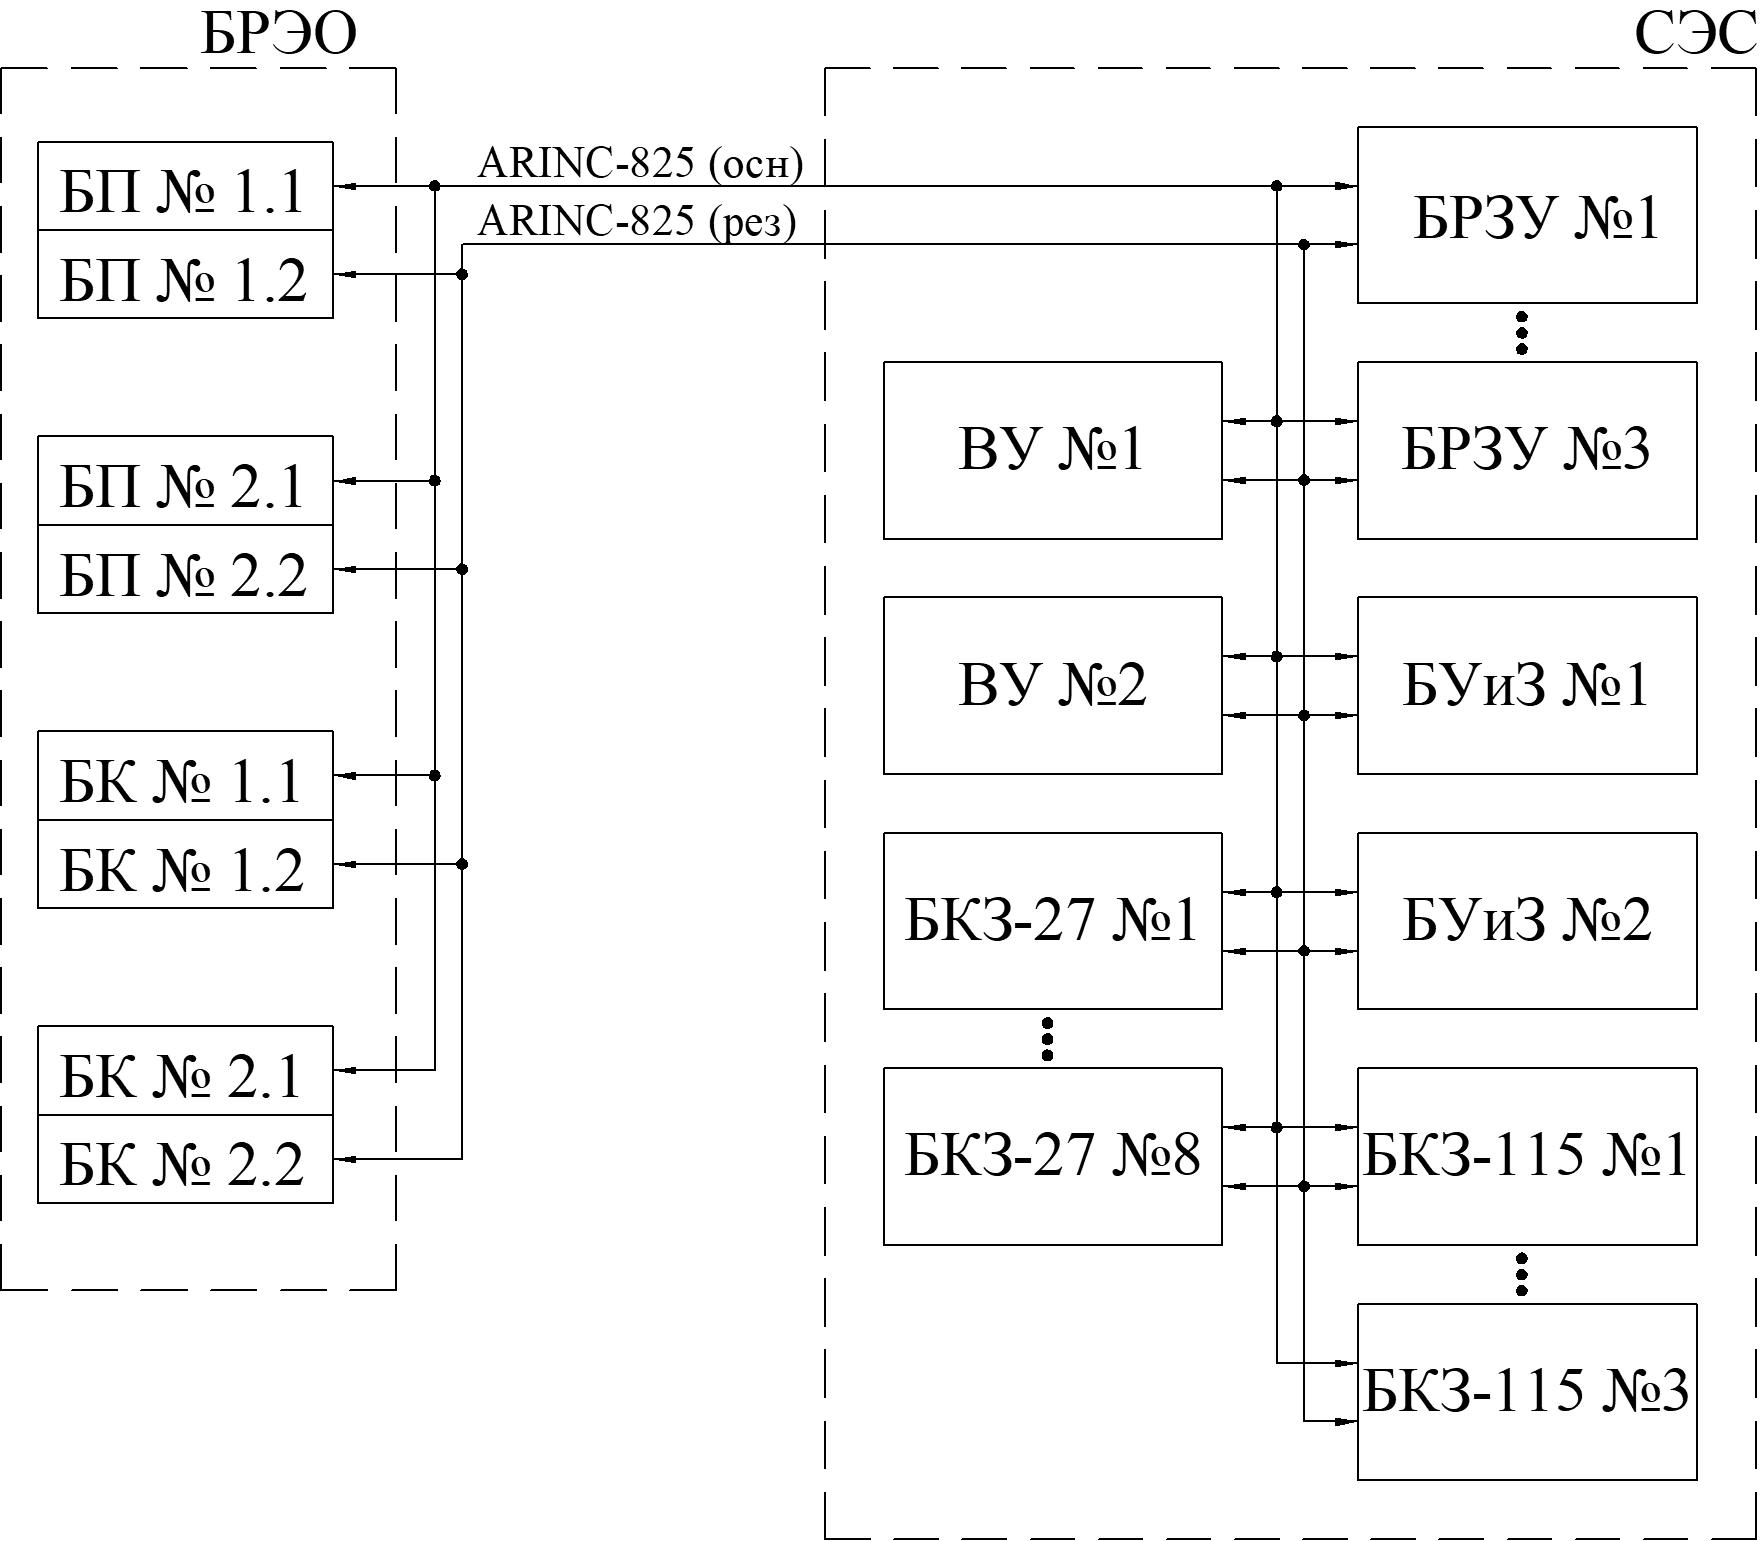 БРЭО
СЭС
ARINC-825 (осн)
ARINC-825 (рез)
БП № 1.1
БП № 1.2
БП № 2.1
БП № 2.2
БК № 1.1
БК № 1.2
БК № 2.1
БК № 2.2
БРЗУ №1
ВУ №1
БРЗУ №3
ВУ №2
БУиЗ №1
БКЗ-27 №1
БУиЗ №2
БКЗ-27 №8
БКЗ-115 №1
БКЗ-115 №3